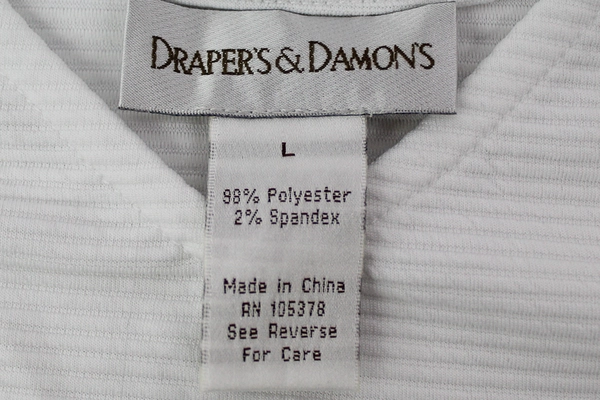 DRAPER'S & DAMON'S
L
98% Polyester
2% Spandex
Made in China
RN 105378
See Reverse
For Care